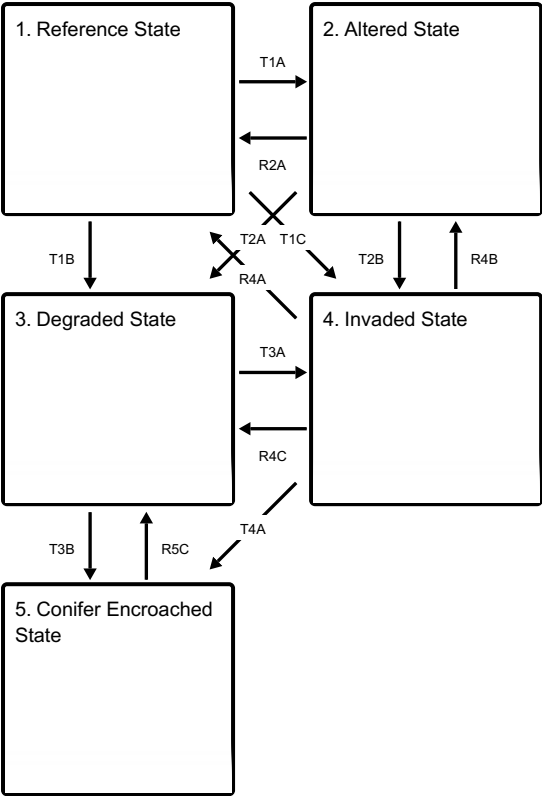 1. Reference State
2. Altered State
T1A
R2A
T2A
T1C
T1B
R4A
T2B
R4B
3. Degraded State
4. Invaded State
T3A
R4C
T4A
T3B
R5C
5. Conifer Encroached
State